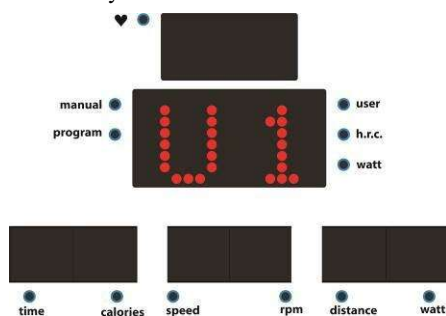 ♥
manual
user
program
U 1
h.r.c.
watt
time
calories
speed
rpm
distance
watt